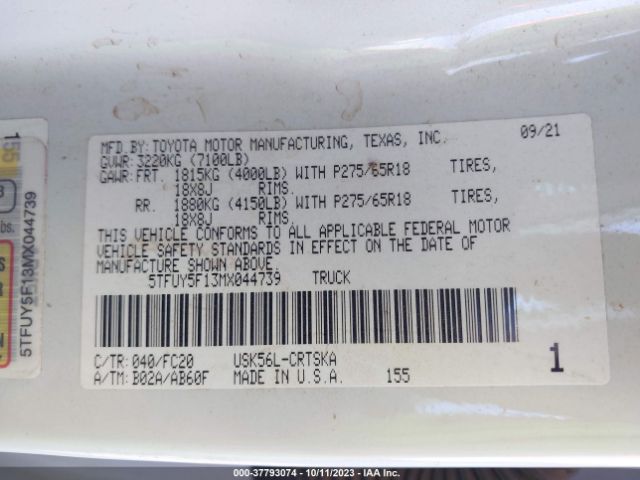 MFD.BY:TOYOTA MOTOR MANUFACTURING, TEXAS, INC. 09/21
GVWR:3220KG (7100LB)
GAWR:FRT. 1815KG (4000LB) WITH P275/65R18 TIRES,
18X8J RIMS.
RR. 1880KG (4150LB) WITH P275/65R18 TIRES,
18X8J RIMS.
THIS VEHICLE CONFORMS TO ALL APPLICABLE FEDERAL MOTOR
VEHICLE SAFETY STANDARDS IN EFFECT ON THE DATE OF
MANUFACTURE SHOWN ABOVE.
5TFUY5F13MX044739 TRUCK
C/TR: 040/FC20 USK56L-CRTSKA 1
A/TM: B02A/AB60F MADE IN U.S.A. 155
155
5TFUY5F13MX044739
lbs.
000-37793074 - 10/11/2023 - IAA Inc.